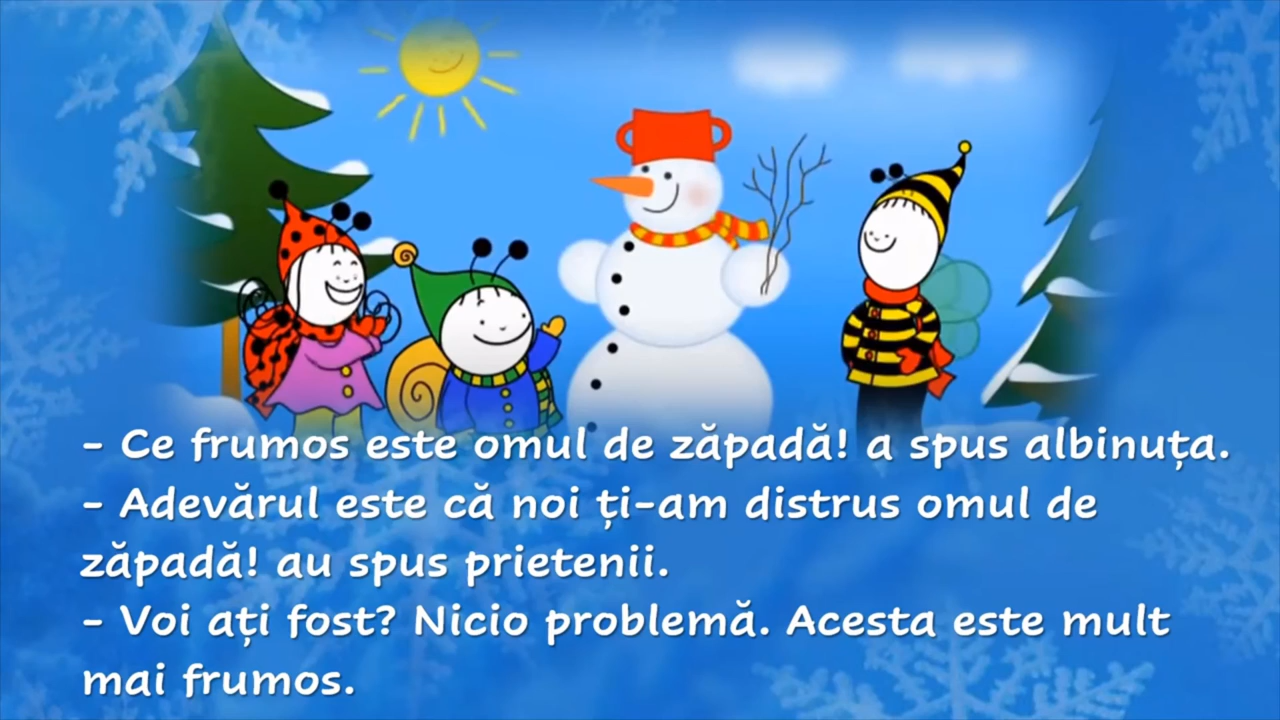 - Ce frumos este omul de zăpadă! a spus albinuța.
- Adevărul este că noi ți-am distrus omul de
zăpadă! au spus prietenii.
- Voi ați fost? Nicio problemă. Acesta este mult
mai frumos.